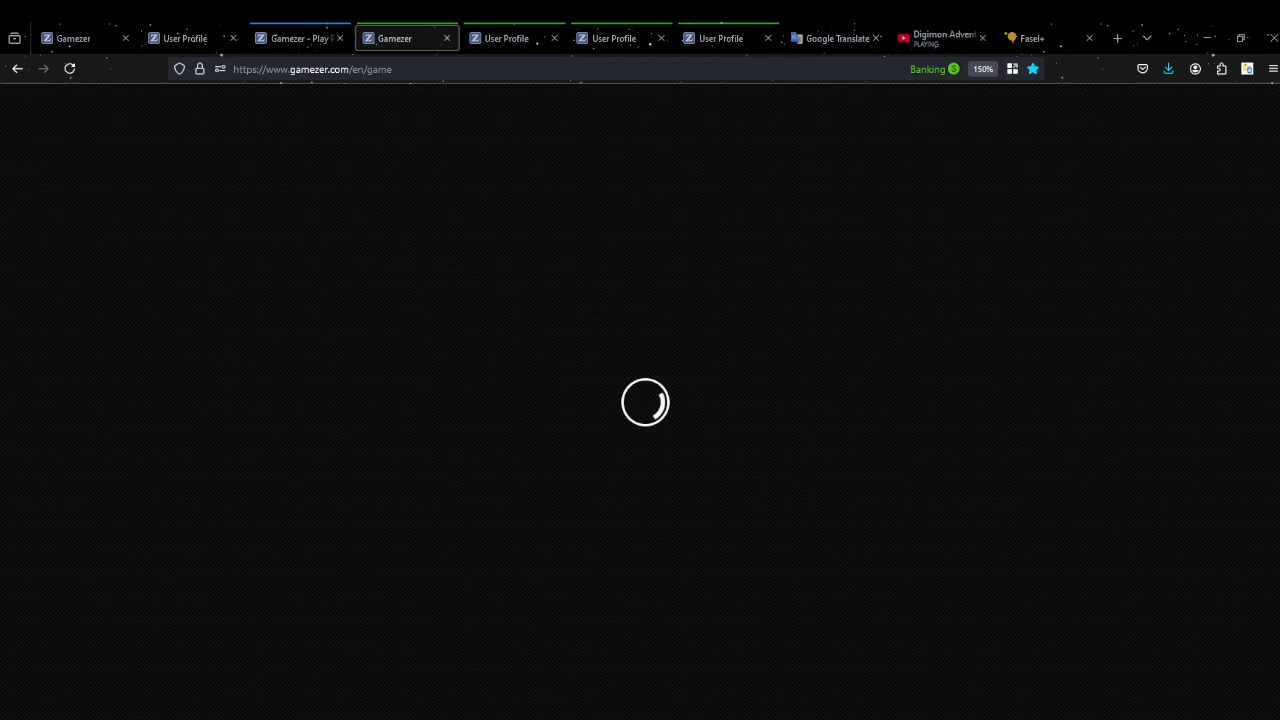 Gamezer
User Profile
Gamezer - Play F
Gamezer
User Profile
User Profile
User Profile
Google Translate
Digimon Advent
PLAYING
Fasel+
https://www.gamezer.com/en/game
Banking
150%